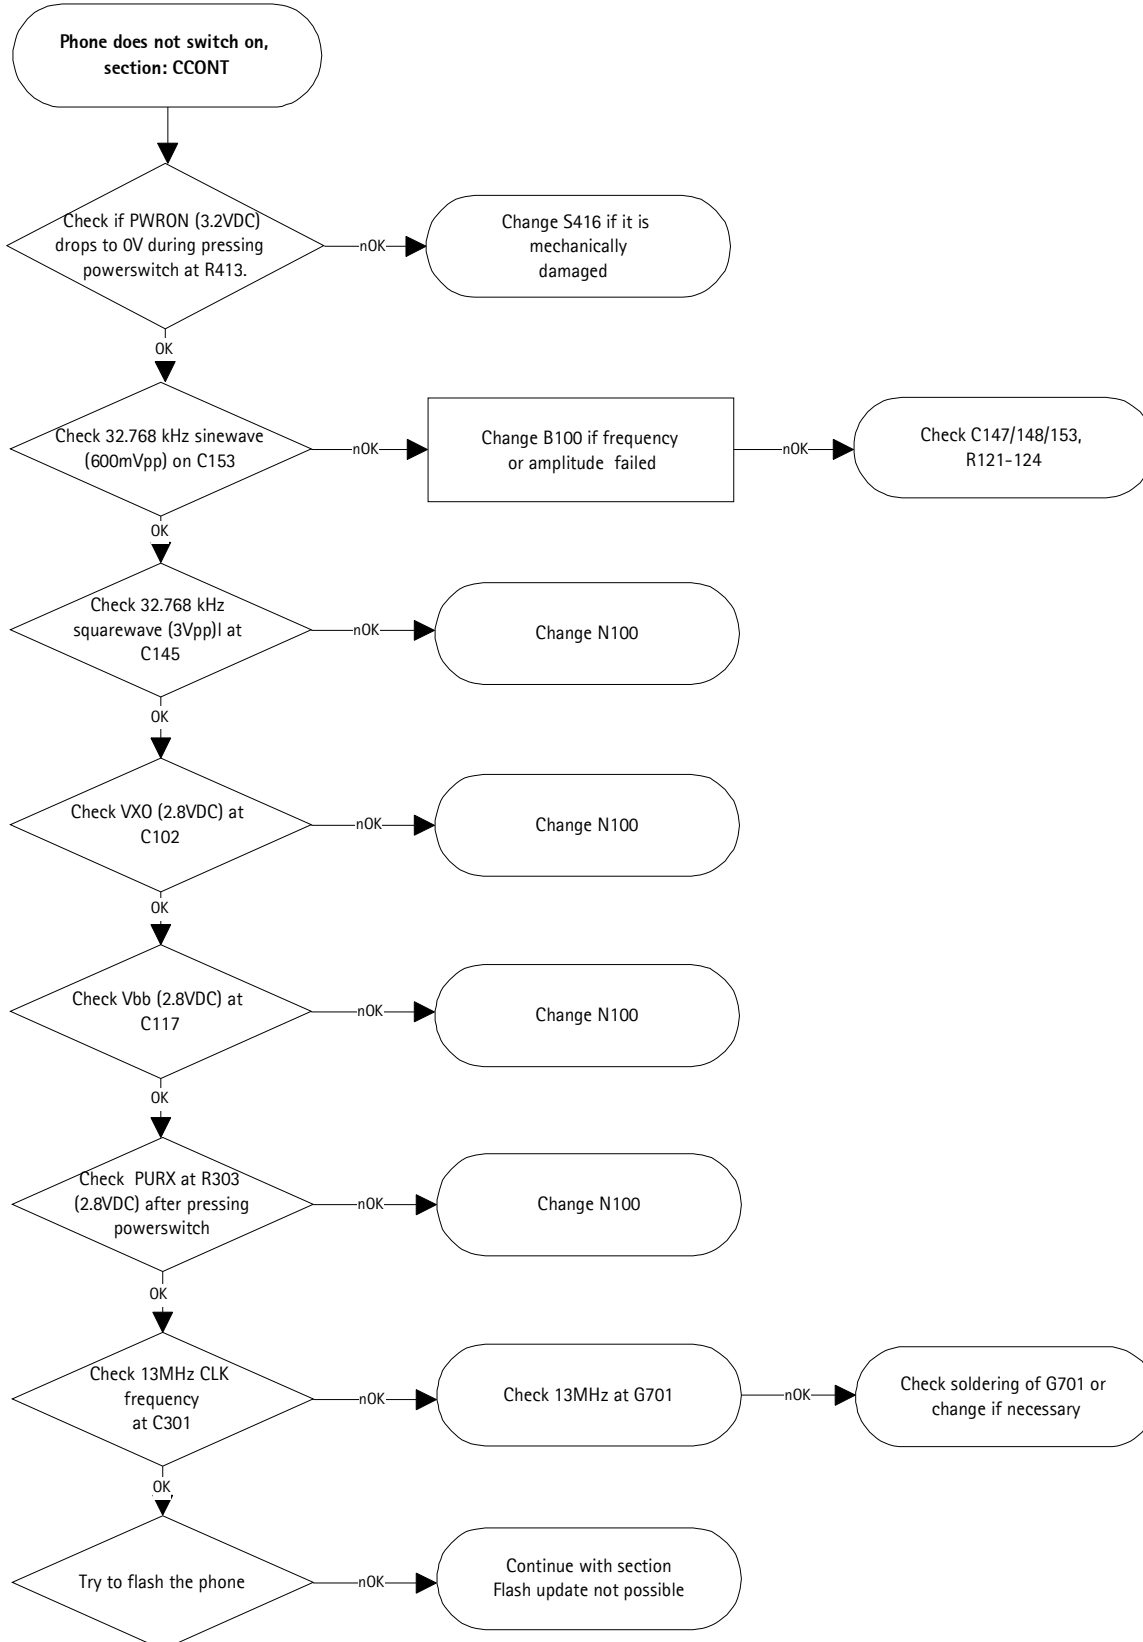 Phone does not switch on,
section: CCONT
Check if PWRON (3.2VDC)
drops to 0V during pressing
powerswitch at R413.
nOK
Change S416 if it is
mechanically
damaged
OK
Check 32.768 kHz sinewave
(600mVpp) on C153
nOK
Change B100 if frequency
or amplitude failed
nOK
Check C147/148/153,
R121-124
OK
Check 32.768 kHz
squarewave (3Vpp)l at
C145
nOK
Change N100
OK
Check VXO (2.8VDC) at
C102
nOK
Change N100
OK
Check Vbb (2.8VDC) at
C117
nOK
Change N100
OK
Check PURX at R303
(2.8VDC) after pressing
powerswitch
nOK
Change N100
OK
Check 13MHz CLK
frequency
at C301
nOK
Check 13MHz at G701
nOK
Check soldering of G701 or
change if necessary
OK
Try to flash the phone
nOK
Continue with section
Flash update not possible